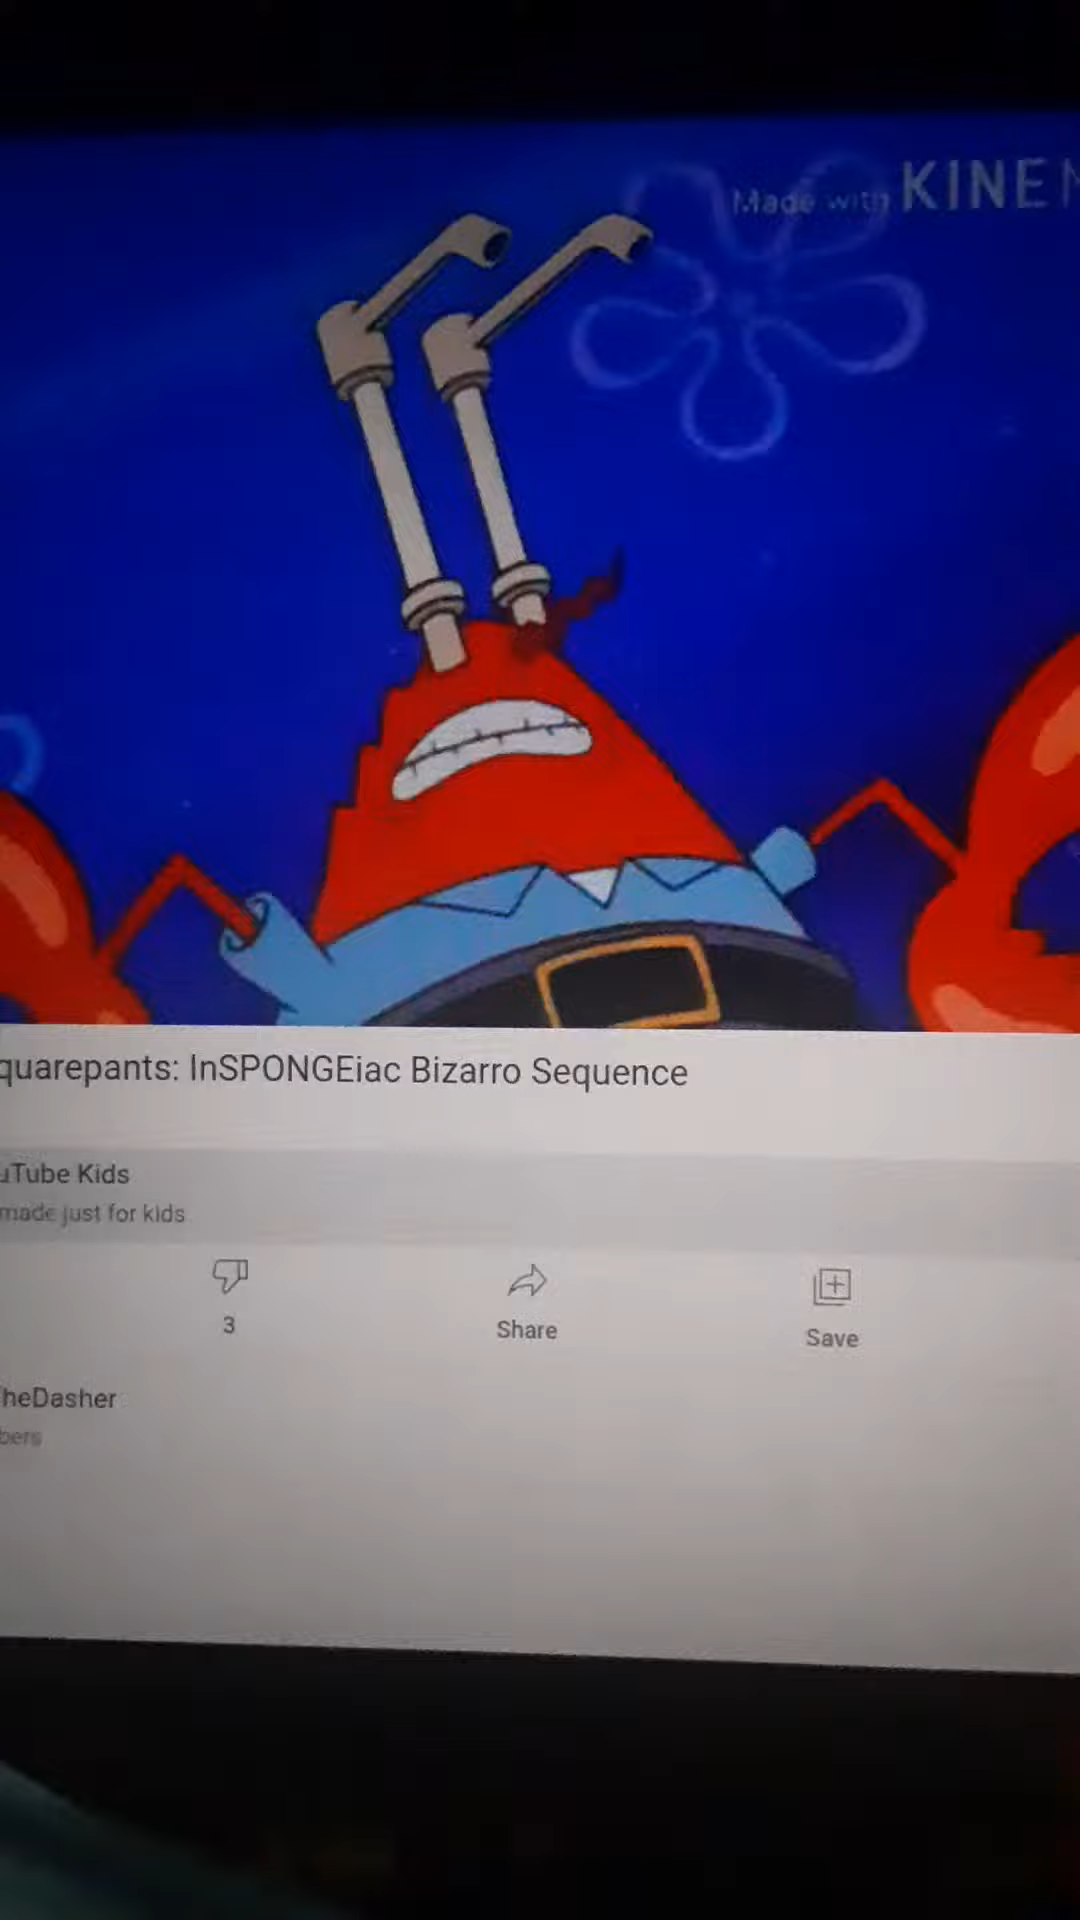 Made with KINE
quarepants: InSPONGEiac Bizarro Sequence
uTube Kids
made just for kids
3
Share
Save
heDasher
bers